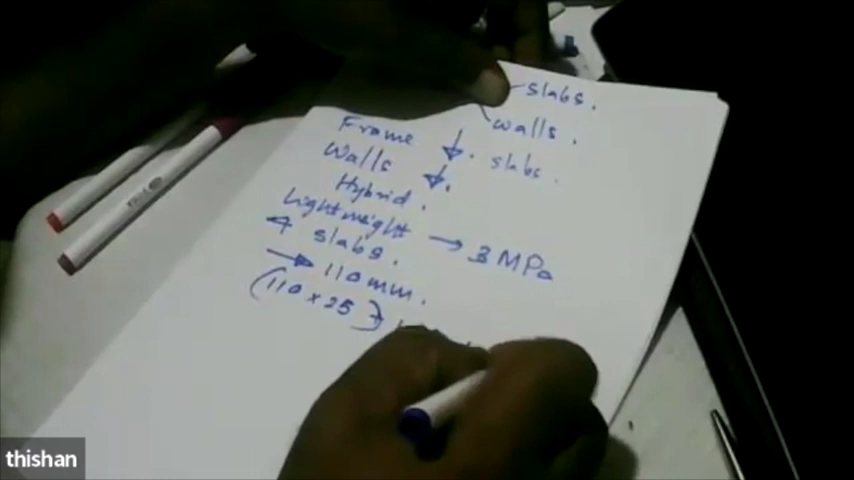 slabs.
walls.
Frame
slabs.
Walls
Hybrid.
Lightweight → 3 MPa
slabs.
→ 110mm.
(110 x 25)
thishan